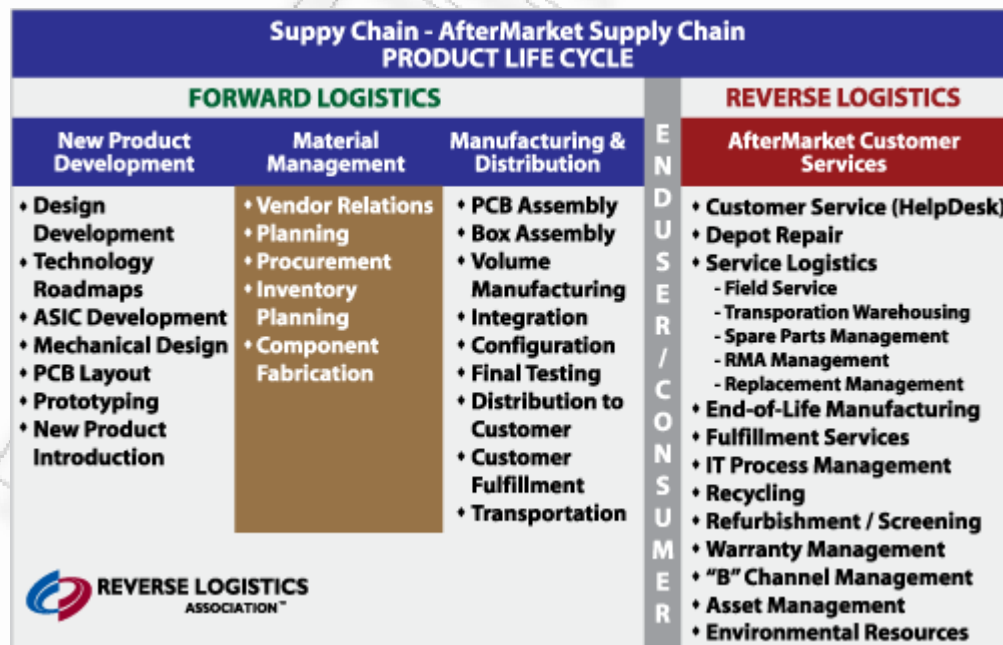 Suppy Chain - AfterMarket Supply Chain
PRODUCT LIFE CYCLE
FORWARD LOGISTICS
New Product
Development
♦ Design
Development
♦ Technology
Roadmaps
♦ ASIC Development
♦ Mechanical Design
♦ PCB Layout
♦ Prototyping
♦ New Product
Introduction
Material
Management
♦ Vendor Relations
♦ Planning
♦ Procurement
♦ Inventory
Planning
♦ Component
Fabrication
Manufacturing &
Distribution
♦ PCB Assembly
♦ Box Assembly
♦ Volume
Manufacturing
♦ Integration
♦ Configuration
♦ Final Testing
♦ Distribution to
Customer
♦ Customer
Fulfillment
♦ Transportation
END USER / CONSUMER
REVERSE LOGISTICS
AfterMarket Customer
Services
♦ Customer Service (HelpDesk)
♦ Depot Repair
♦ Service Logistics
- Field Service
- Transporation Warehousing
- Spare Parts Management
- RMA Management
- Replacement Management
♦ End-of-Life Manufacturing
♦ Fulfillment Services
♦ IT Process Management
♦ Recycling
♦ Refurbishment / Screening
♦ Warranty Management
♦ “B” Channel Management
♦ Asset Management
♦ Environmental Resources
REVERSE LOGISTICS
ASSOCIATION™